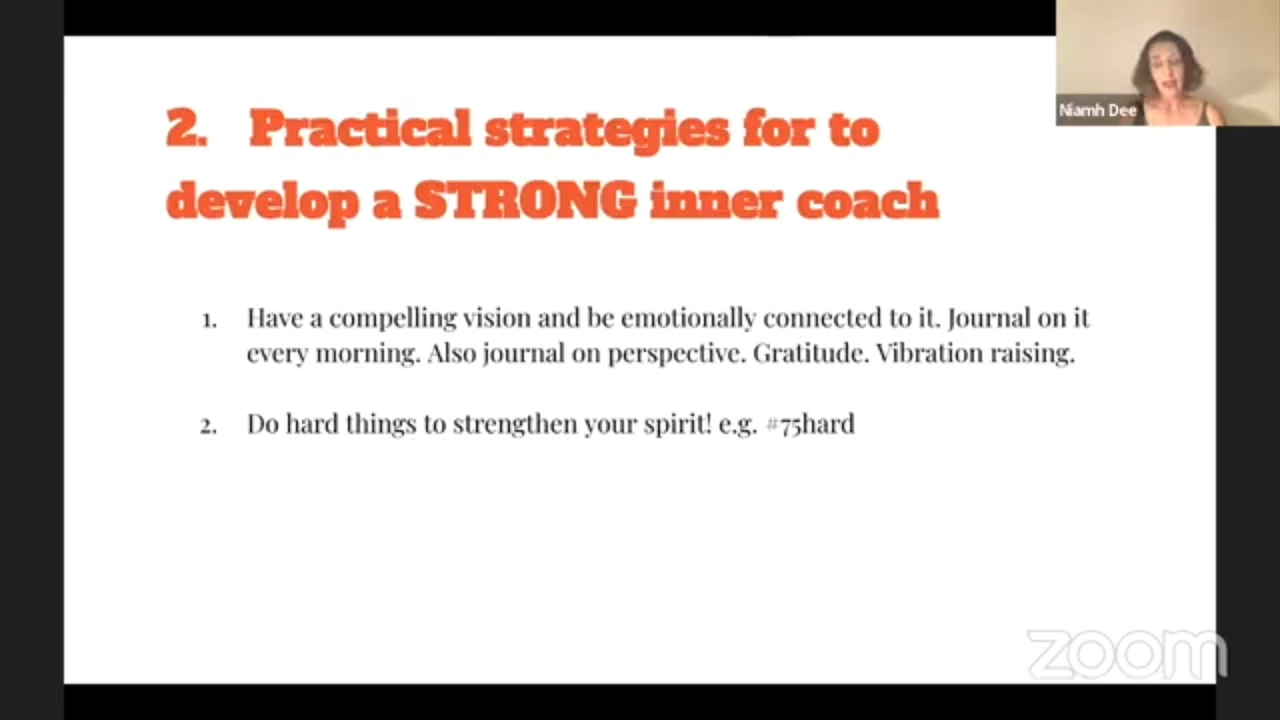 2. Practical strategies for to
develop a STRONG inner coach
1. Have a compelling vision and be emotionally connected to it. Journal on it
every morning. Also journal on perspective. Gratitude. Vibration raising.
2. Do hard things to strengthen your spirit! e.g. #75hard
Niamh Dee
zoom